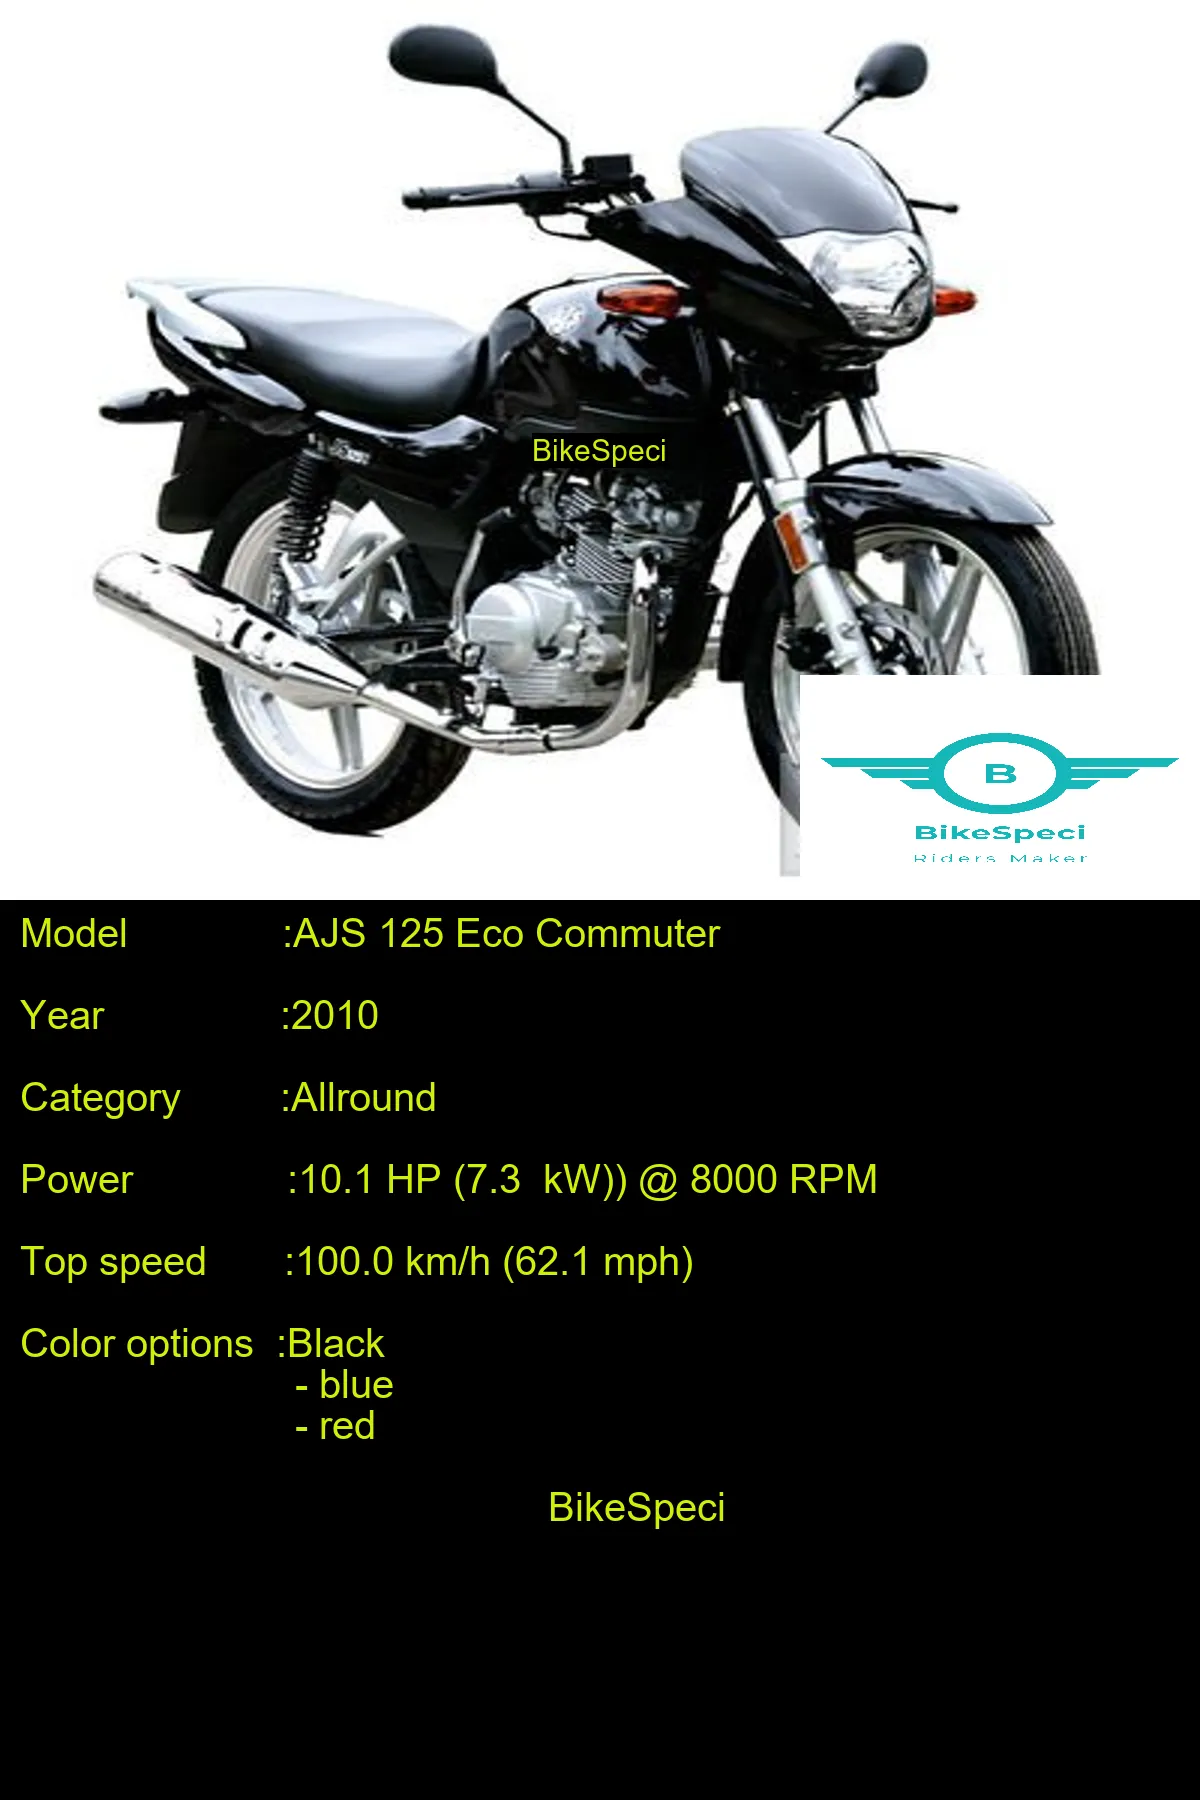 BikeSpeci
B
BikeSpeci
Riders Maker
Model :AJS 125 Eco Commuter
Year :2010
Category :Allround
Power :10.1 HP (7.3  kW)) @ 8000 RPM
Top speed :100.0 km/h (62.1 mph)
Color options :Black
- blue
- red
BikeSpeci